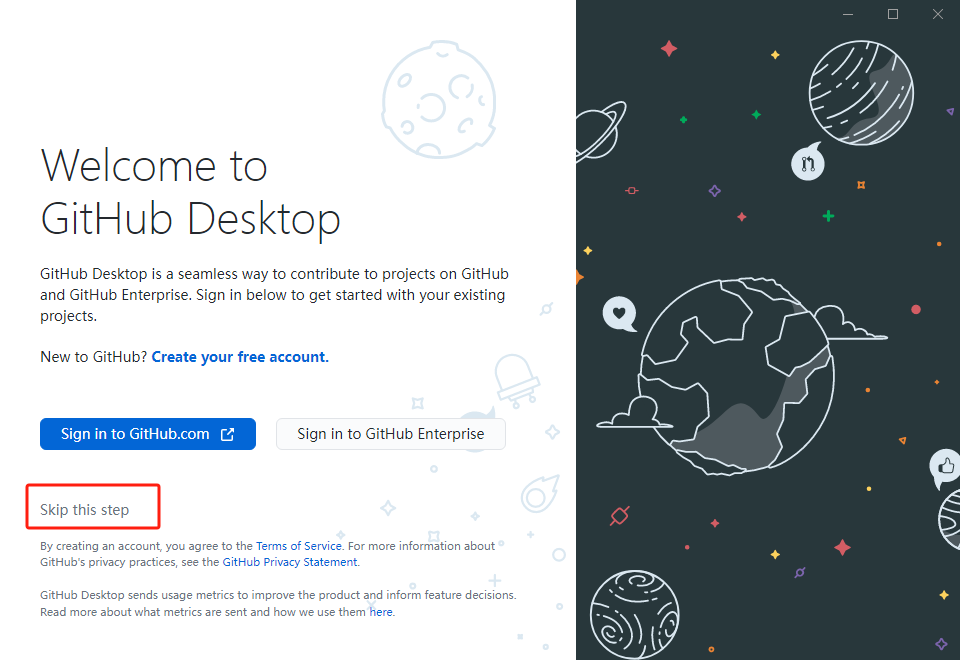 Welcome to
GitHub Desktop
GitHub Desktop is a seamless way to contribute to projects on GitHub
and GitHub Enterprise. Sign in below to get started with your existing
projects.
New to GitHub? Create your free account.
Sign in to GitHub.com
Sign in to GitHub Enterprise
Skip this step
By creating an account, you agree to the Terms of Service. For more information about
GitHub's privacy practices, see the GitHub Privacy Statement.
GitHub Desktop sends usage metrics to improve the product and inform feature decisions.
Read more about what metrics are sent and how we use them here.